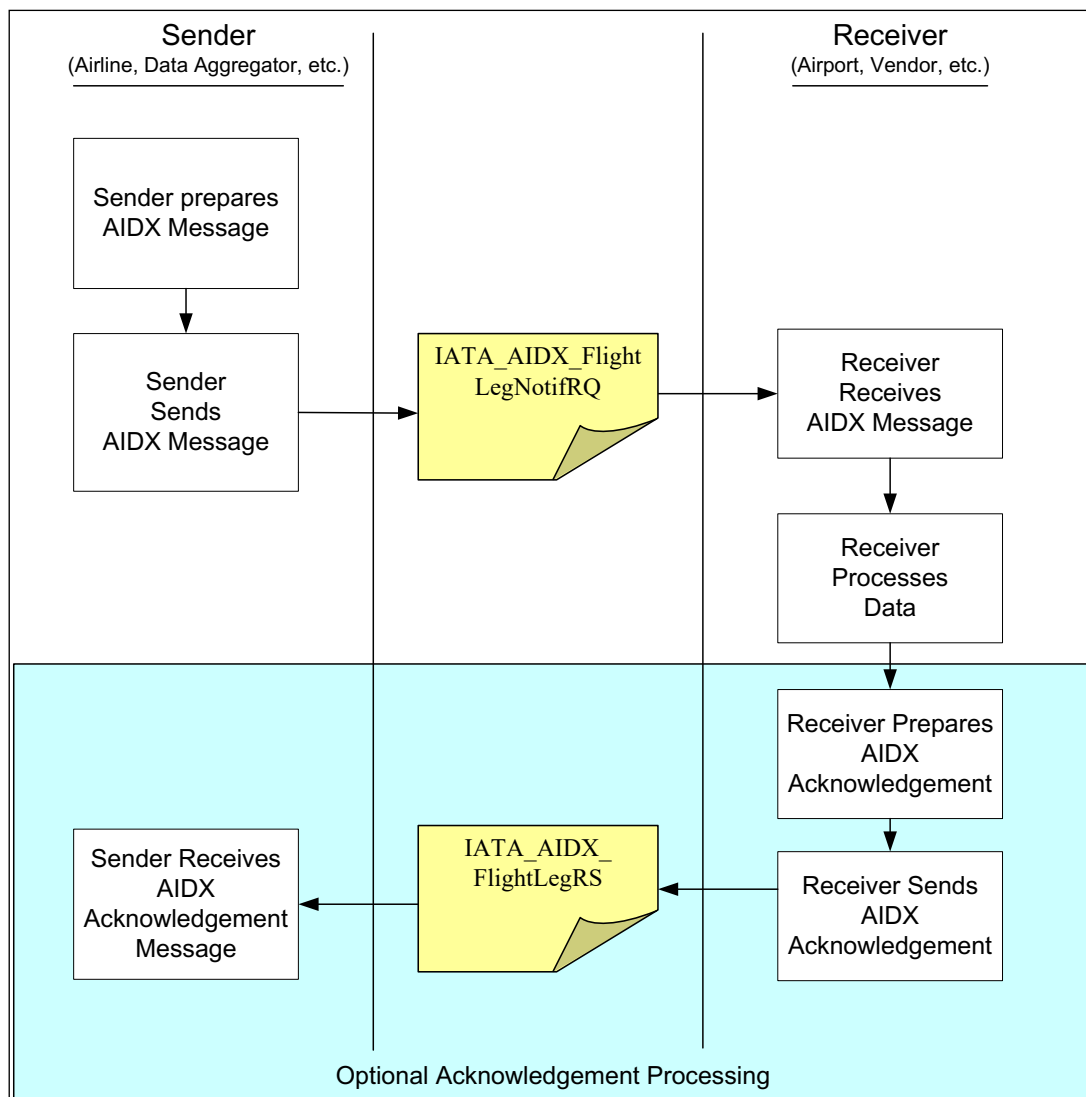 Sender
(Airline, Data Aggregator, etc.)
Receiver
(Airport, Vendor, etc.)
Sender prepares
AIDX Message
Sender
Sends
AIDX Message
IATA_AIDX_Flight
LegNotifRQ
Receiver
Receives
AIDX Message
Receiver
Processes
Data
Receiver Prepares
AIDX
Acknowledgement
Receiver Sends
AIDX
Acknowledgement
IATA_AIDX_
FlightLegRS
Sender Receives
AIDX
Acknowledgement
Message
Optional Acknowledgement Processing